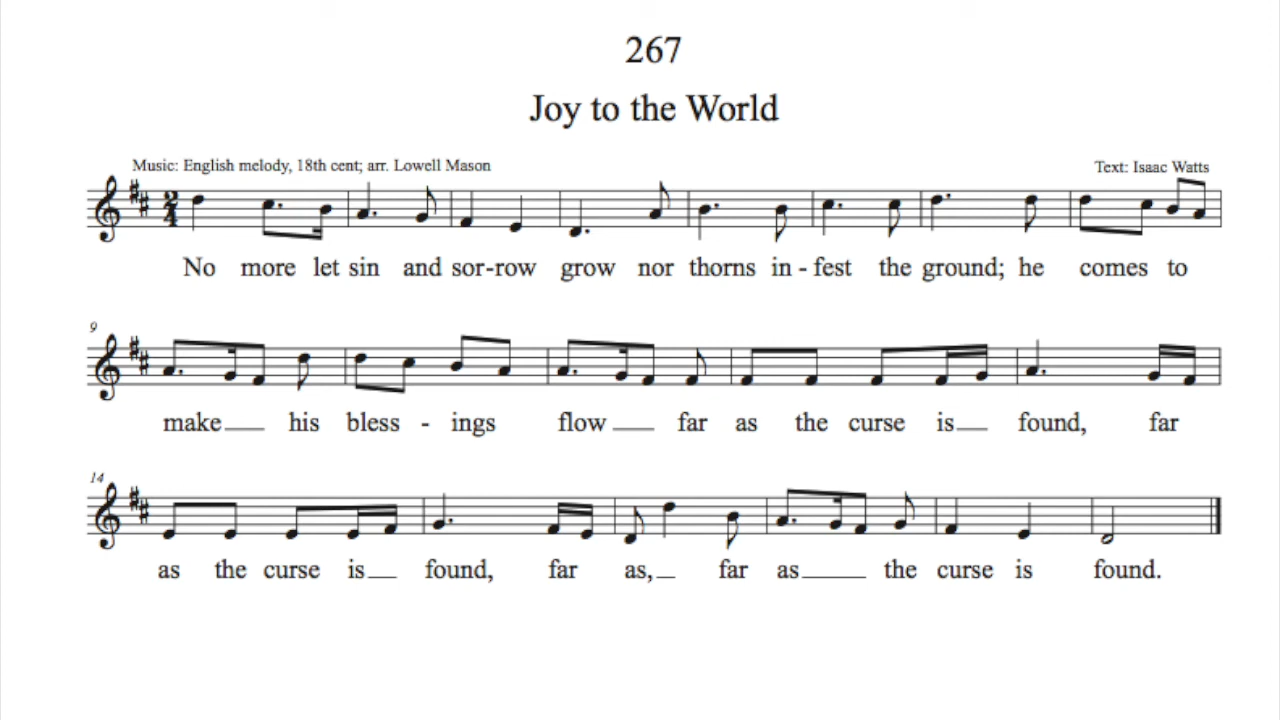 267
Joy to the World
Music: English melody, 18th cent; arr. Lowell Mason
Text: Isaac Watts
2
4
No more let sin and sor-row grow nor thorns in - fest the ground; he comes to
9
make his bless - ings flow far as the curse is found, far
14
as the curse is found, far as, far as the curse is found.